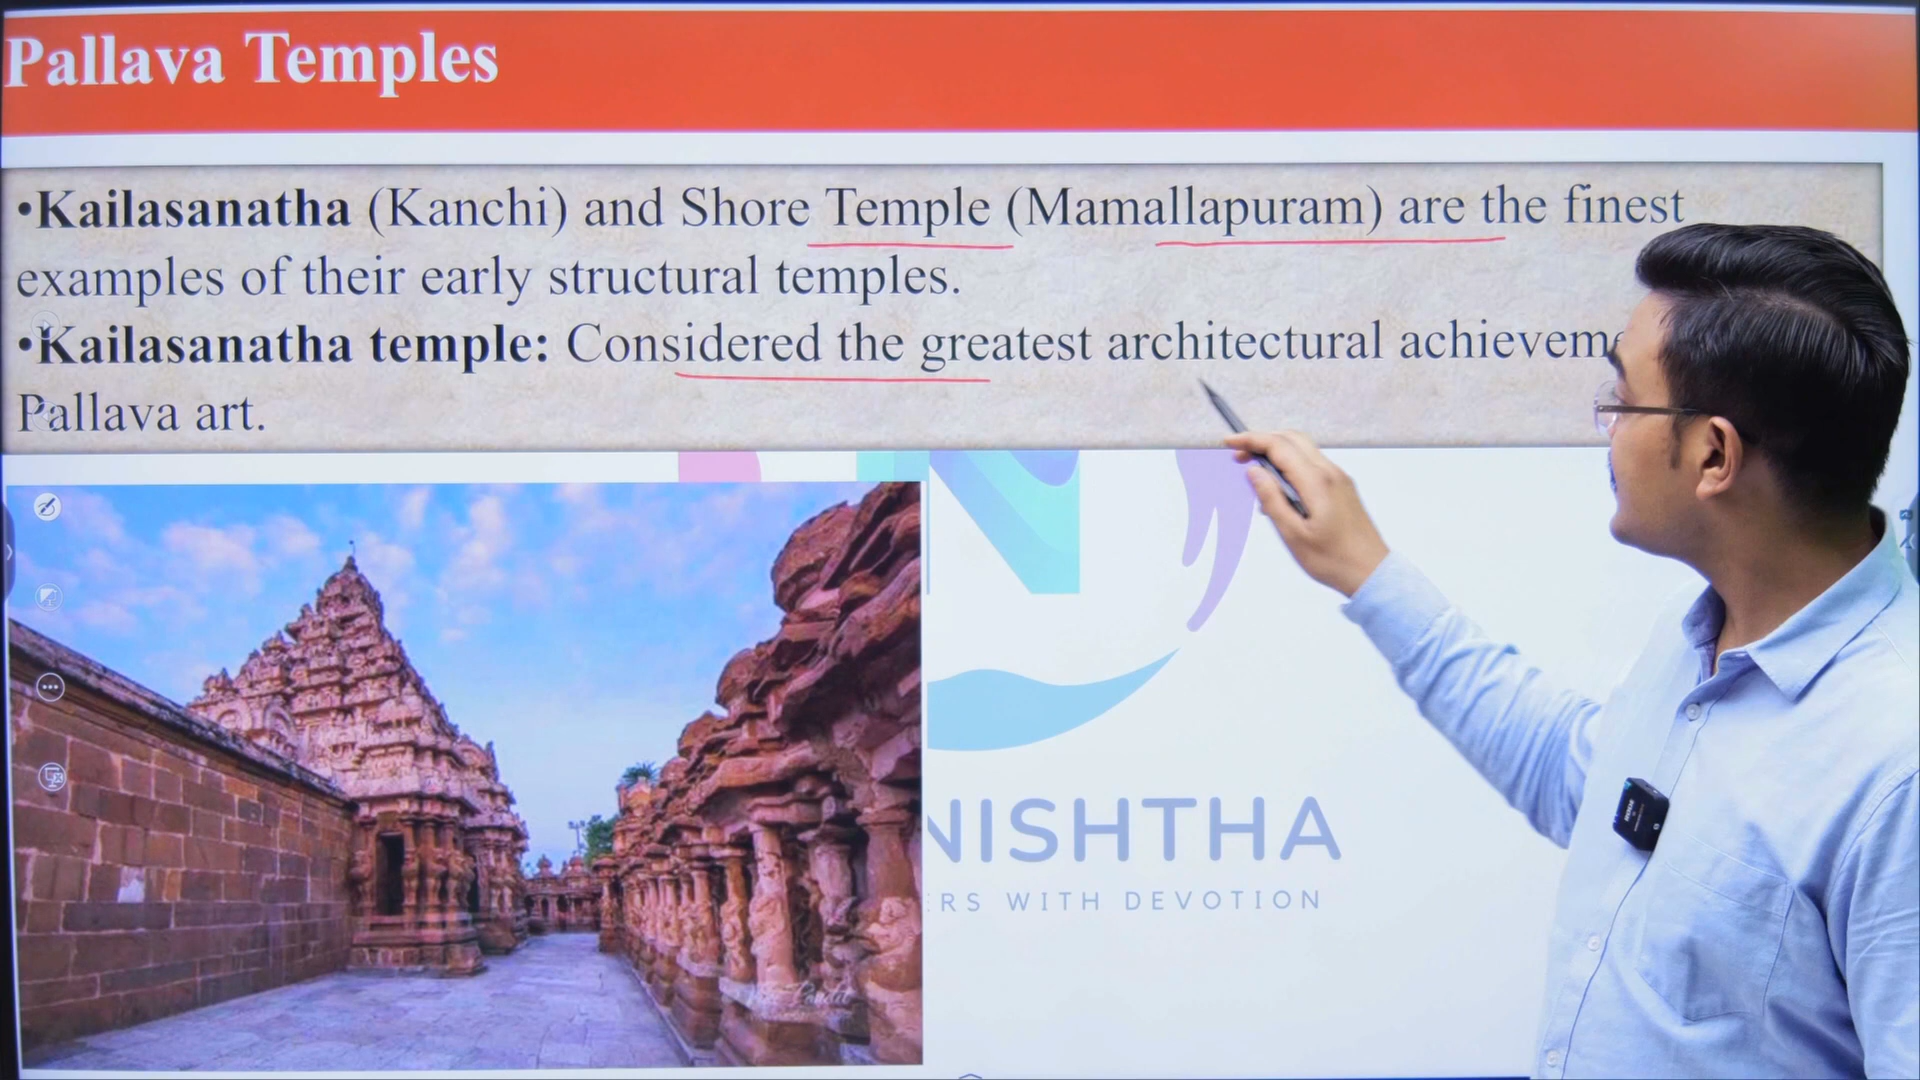 Pallava Temples
•Kailasanatha (Kanchi) and Shore Temple (Mamallapuram) are the finest
examples of their early structural temples.
•Kailasanatha temple: Considered the greatest architectural
Pallava art.
NISHTHA
WITH DEVOTION